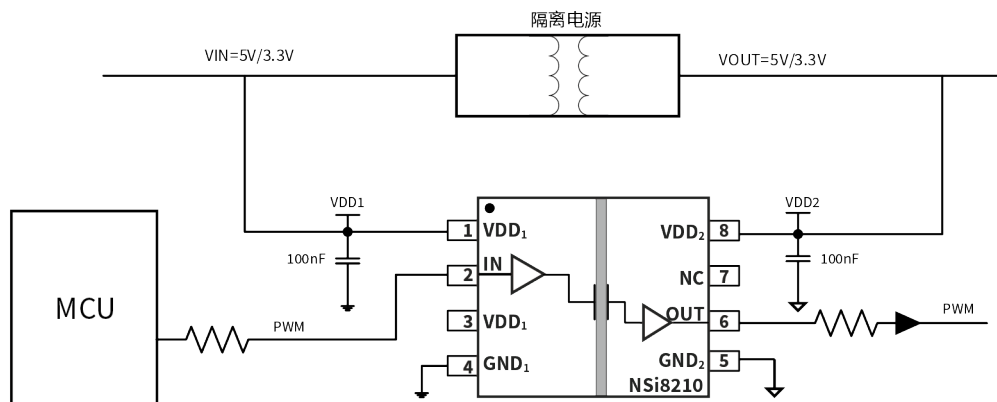 隔离电源
VIN=5V/3.3V
VOUT=5V/3.3V
VDD1
VDD2
100nF
100nF
MCU
PWM
PWM
1 VDD₁
2 IN
3 VDD₁
4 GND₁
VDD₂ 8
NC 7
OUT 6
GND₂ 5
NSi8210